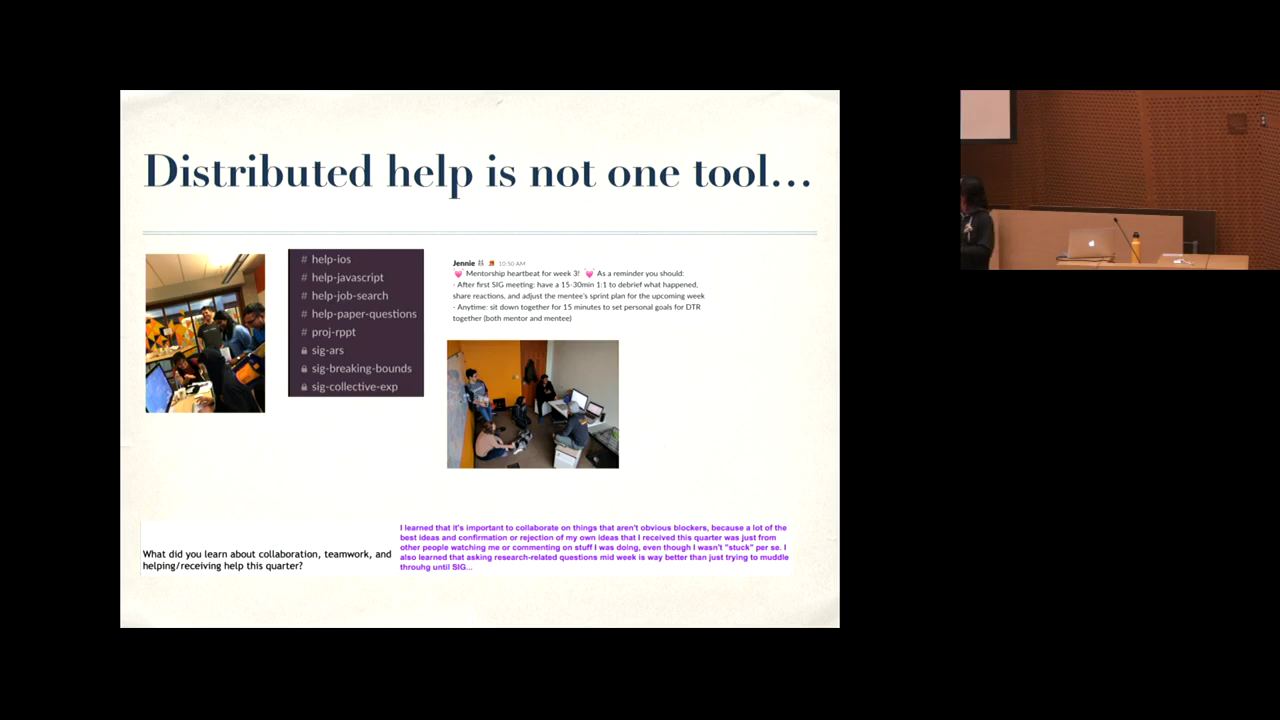 Distributed help is not one tool...
# help-ios
# help-javascript
# help-job-search
# help-paper-questions
# proj-rppt
sig-ars
sig-breaking-bounds
sig-collective-exp
Jennie 10:50 AM
Mentorship heartbeat for week 3! As a reminder you should:
- After first SIG meeting: have a 15-30min 1:1 to debrief what happened,
share reactions, and adjust the mentee's sprint plan for the upcoming week
- Anytime: sit down together for 15 minutes to set personal goals for DTR
together (both mentor and mentee)
What did you learn about collaboration, teamwork, and
helping/receiving help this quarter?
I learned that it's important to collaborate on things that aren't obvious blockers, because a lot of the
best ideas and confirmation or rejection of my own ideas that I received this quarter was just from
other people watching me or commenting on stuff I was doing, even though I wasn't "stuck" per se. I
also learned that asking research-related questions mid week is way better than just trying to muddle
throuhg until SIG...